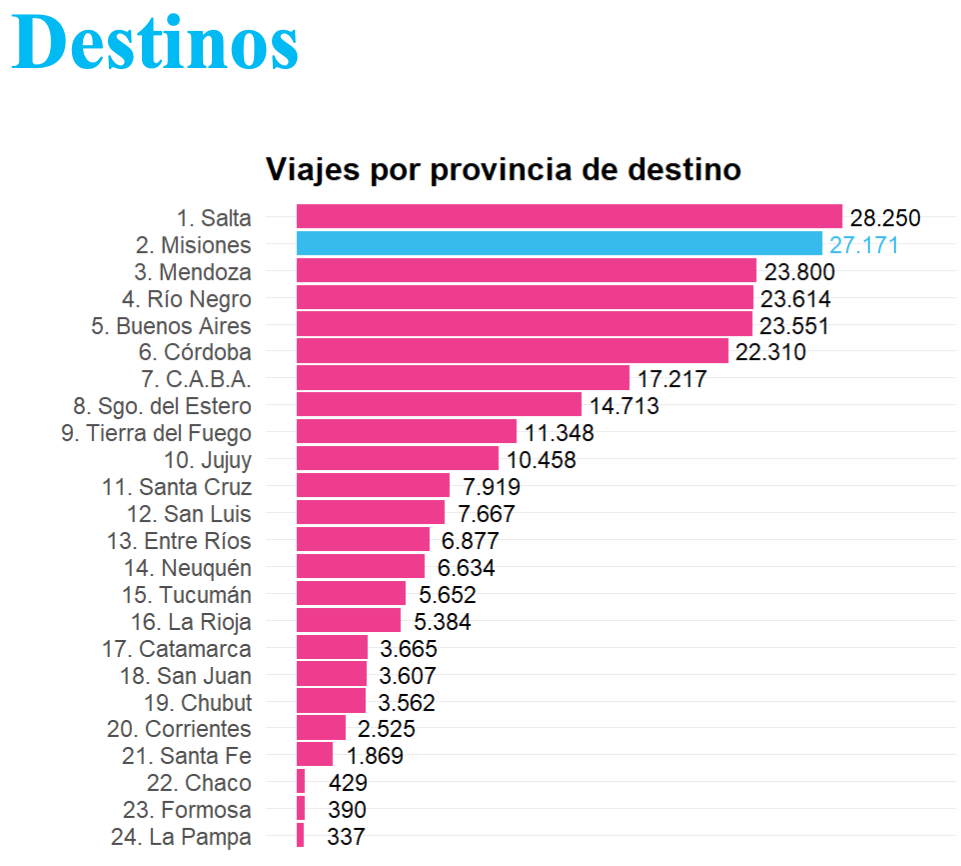 Destinos
Viajes por provincia de destino
1. Salta 28.250
2. Misiones 27.171
3. Mendoza 23.800
4. Río Negro 23.614
5. Buenos Aires 23.551
6. Córdoba 22.310
7. C.A.B.A. 17.217
8. Sgo. del Estero 14.713
9. Tierra del Fuego 11.348
10. Jujuy 10.458
11. Santa Cruz 7.919
12. San Luis 7.667
13. Entre Ríos 6.877
14. Neuquén 6.634
15. Tucumán 5.652
16. La Rioja 5.384
17. Catamarca 3.665
18. San Juan 3.607
19. Chubut 3.562
20. Corrientes 2.525
21. Santa Fe 1.869
22. Chaco 429
23. Formosa 390
24. La Pampa 337